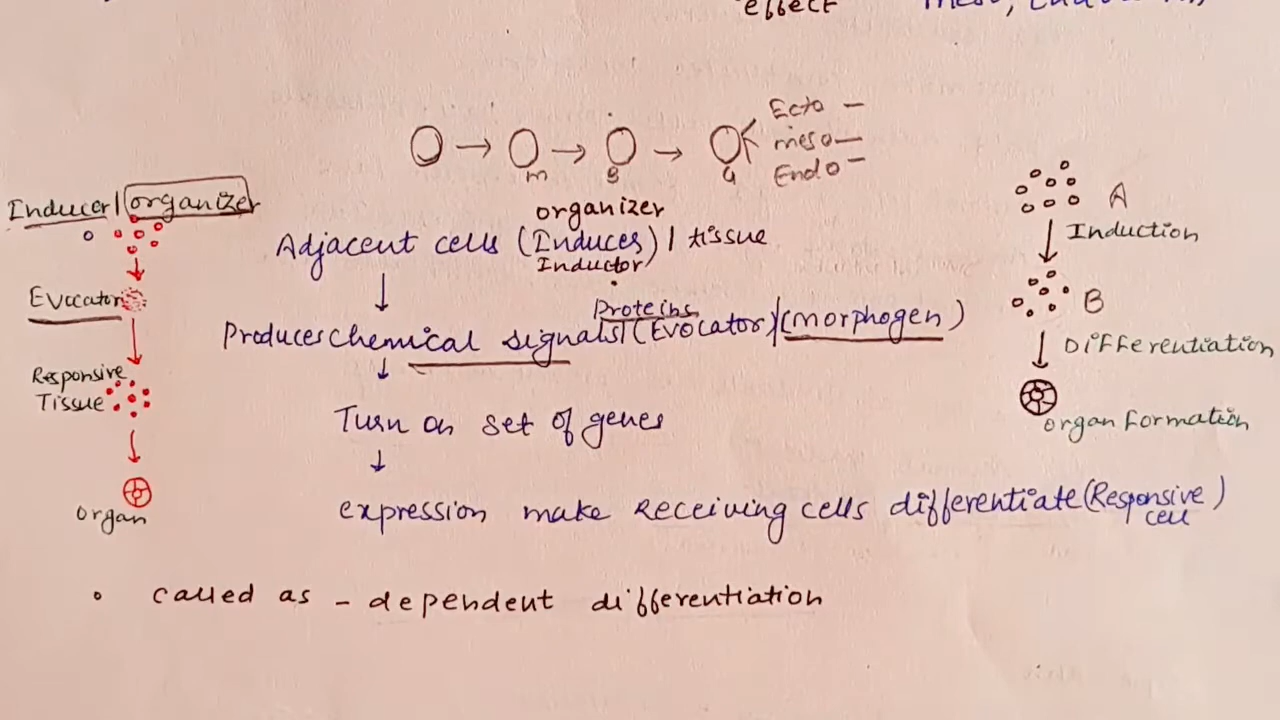 effect
Ecto -
meso-
Endo -
m B G
Inducer/organizer
organizer
Adjacent cells (Induces) / tissue
Inductor
Evocator
Proteins
Produces chemical signals/(Evocator)/(morphogen)
Responsive
Tissue
Turn on set of genes
organ
expression make receiving cells differentiate (Responsive)
cell
A
Induction
B
Differentiation
organ Formation
• called as - dependent differentiation